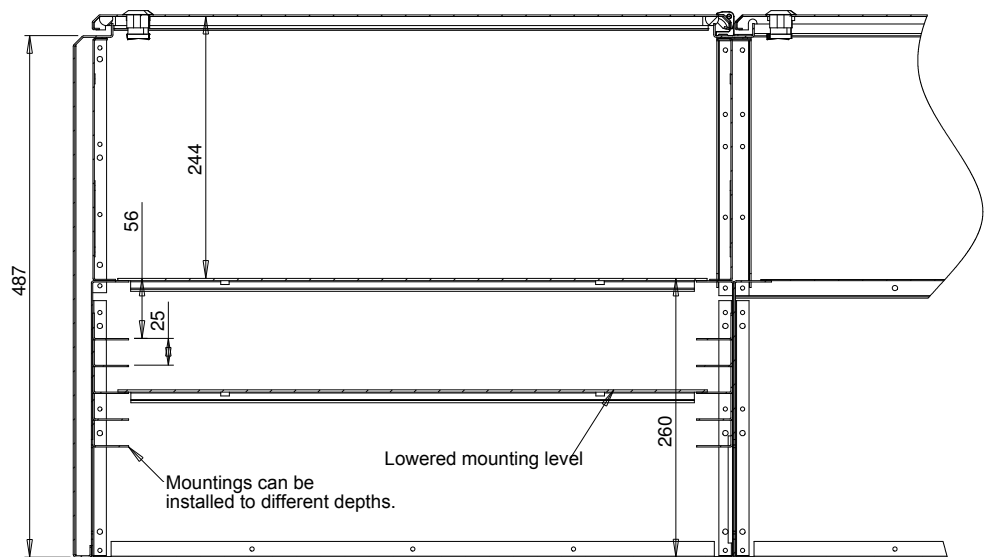 244
56
487
25
260
Lowered mounting level
Mountings can be
installed to different depths.